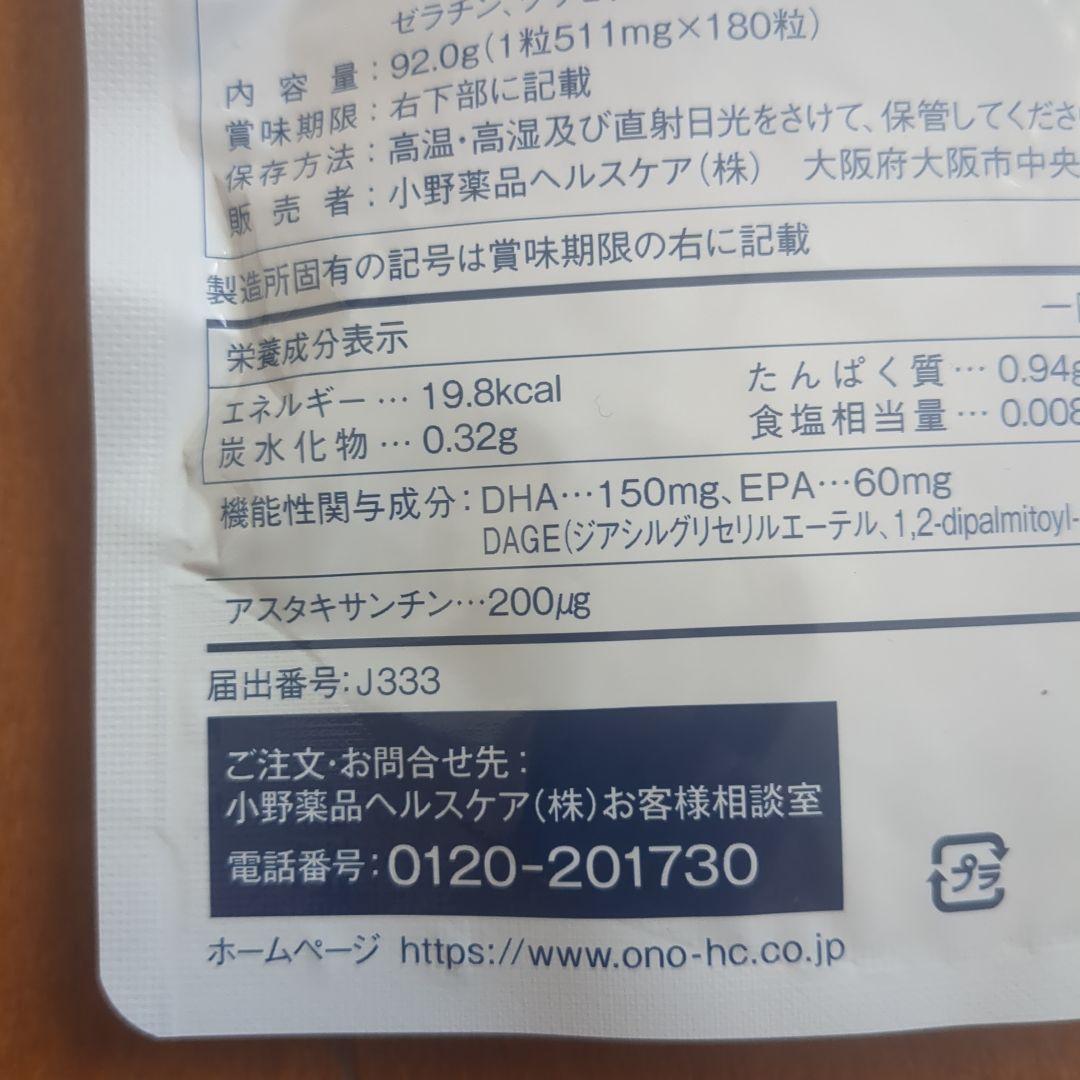 ゼラチン、グリセリ
内容量:92.0g(1粒511mg×180粒)
賞味期限:右下部に記載
保存方法:高温・高湿及び直射日光をさけて、保管してくださ
販売者:小野薬品ヘルスケア(株) 大阪府大阪市中央
製造所固有の記号は賞味期限の右に記載
栄養成分表示
エネルギー… 19.8kcal たんぱく質… 0.94g
炭水化物… 0.32g 食塩相当量… 0.008
機能性関与成分:DHA…150mg、EPA…60mg
DAGE(ジアシルグリセリルエーテル、1,2-dipalmitoyl-
アスタキサンチン…200μg
届出番号:J333
ご注文・お問合せ先:
小野薬品ヘルスケア(株)お客様相談室
電話番号:0120-201730
プラ
ホームページ https://www.ono-hc.co.jp